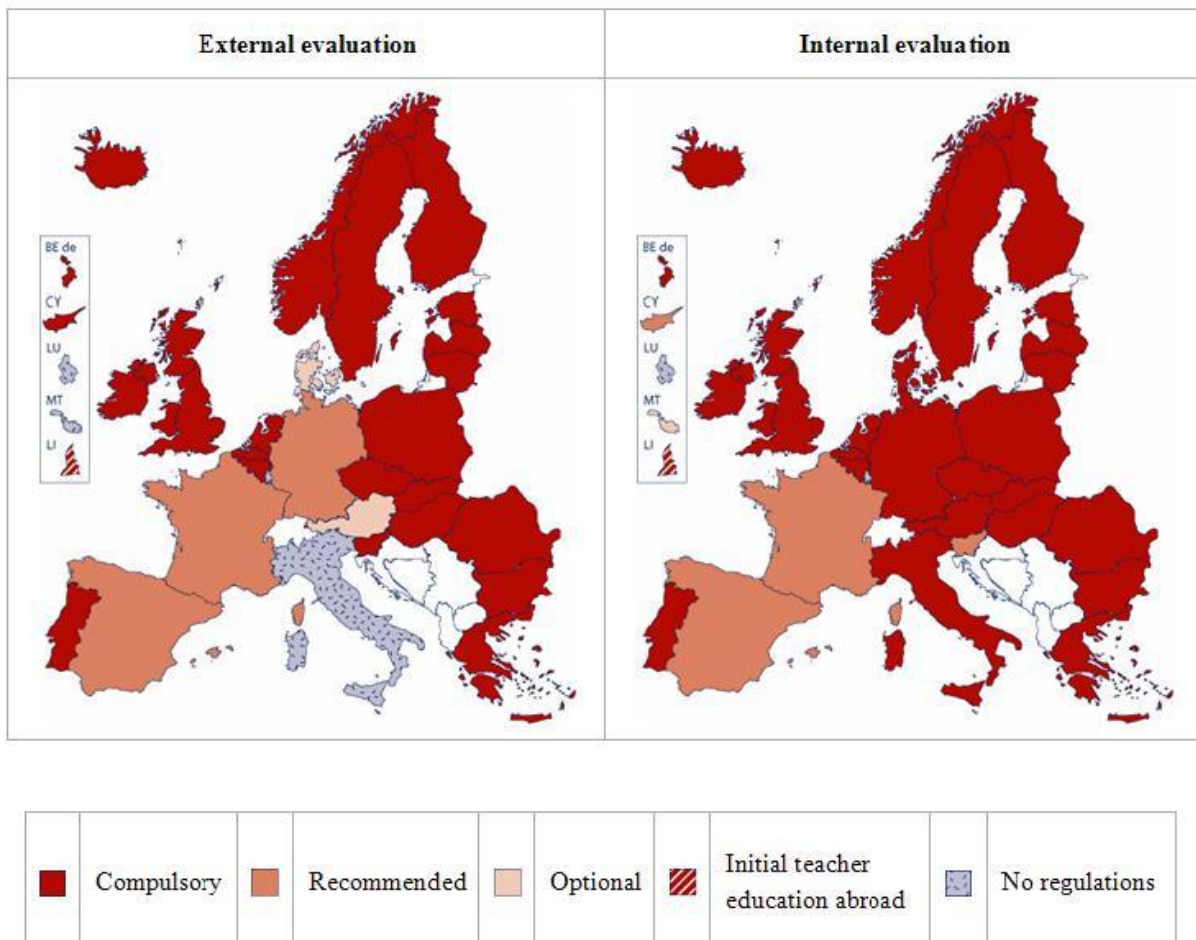 External evaluation
Internal evaluation
BE de
CY
LU
MT
LI
BE de
CY
LU
MT
LI
Compulsory
Recommended
Optional
Initial teacher
education abroad
No regulations